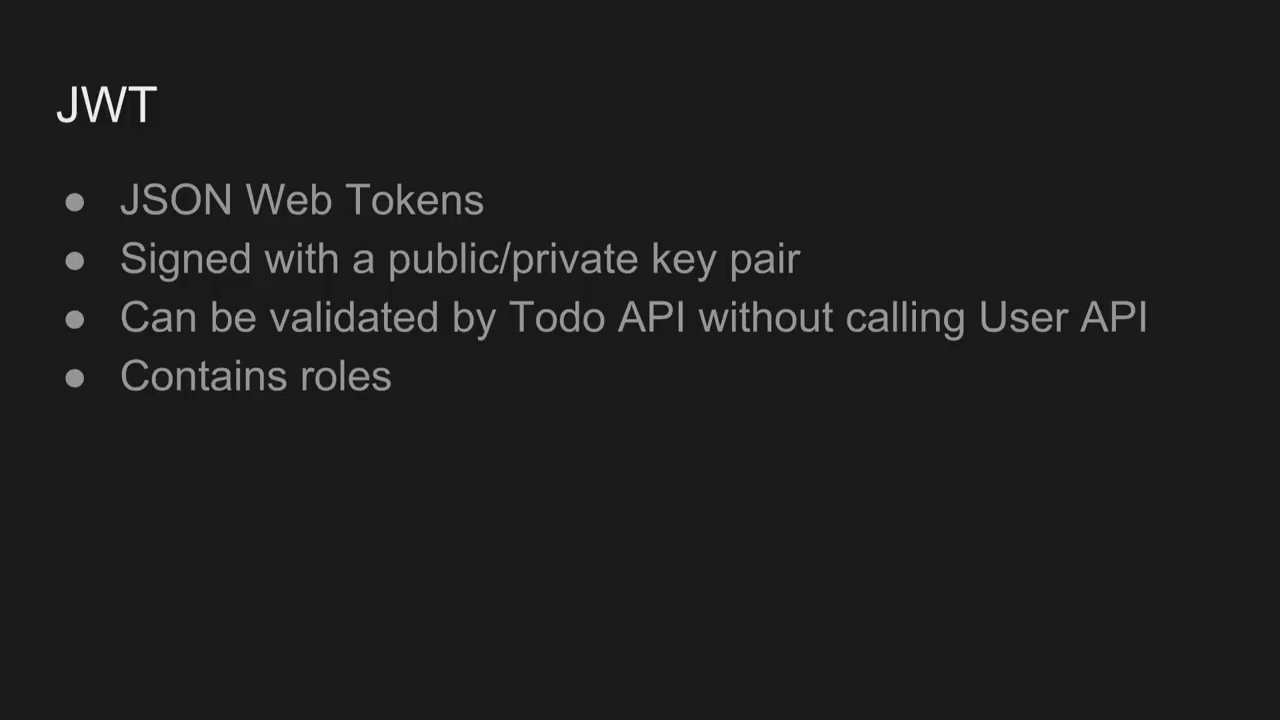 JWT
● JSON Web Tokens
● Signed with a public/private key pair
● Can be validated by Todo API without calling User API
● Contains roles